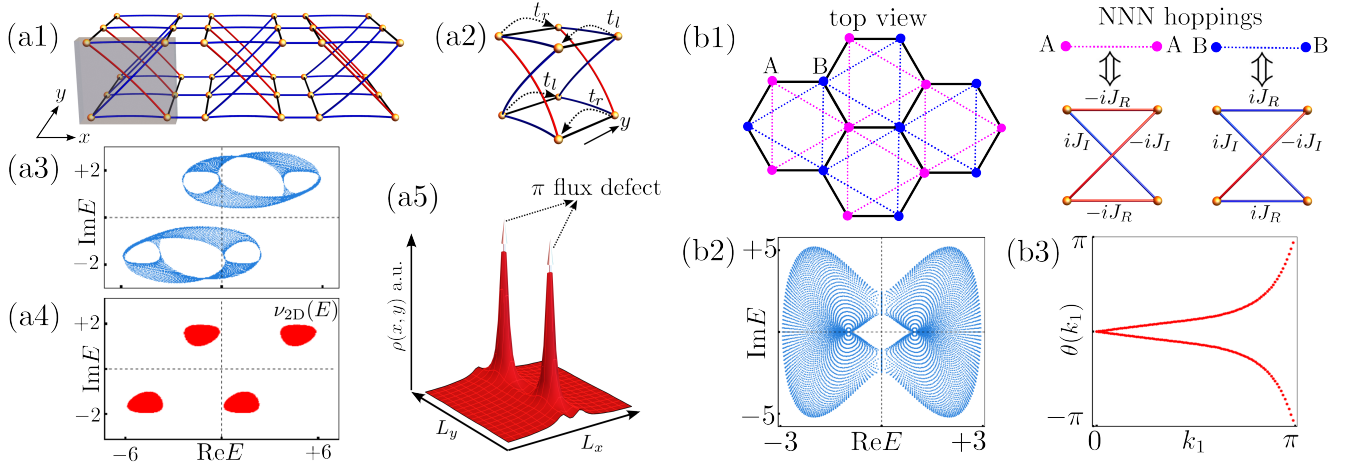 (a1)
y
x
(a2)
t_r
t_l
t_l
t_r
y
(a3)
+2
−2
ImE
(a4)
ν_2D(E)
+2
−2
ImE
−6
ReE
+6
(a5)
π flux defect
ρ(x, y) a.u.
L_y
L_x
(b1)
top view
A
B
NNN hoppings
A
A
B
B
−iJ_R
iJ_R
iJ_I
−iJ_I
iJ_I
−iJ_I
−iJ_R
iJ_R
(b2)
+5
ImE
−5
−3
ReE
+3
(b3)
π
θ(k_1)
−π
0
k_1
π